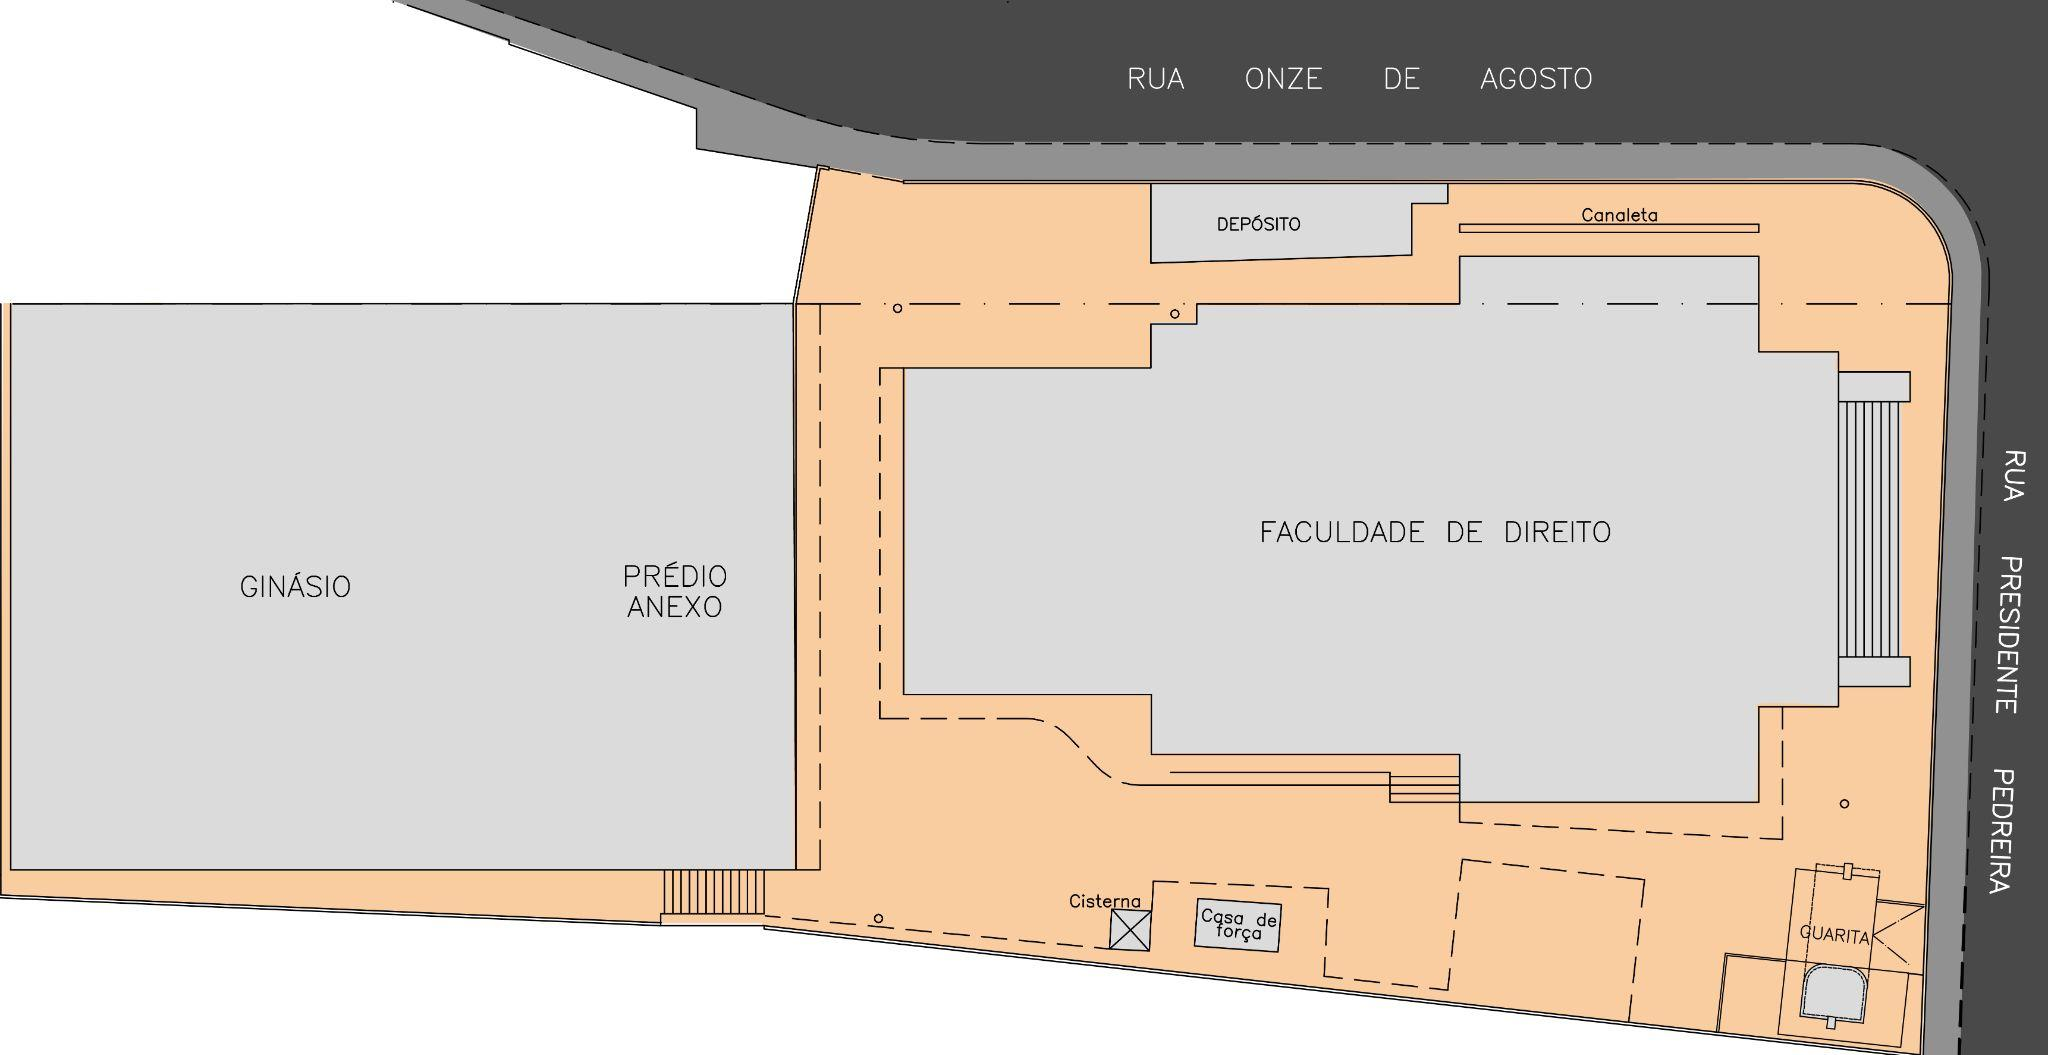 RUA ONZE DE AGOSTO
DEPÓSITO
Canaleta
FACULDADE DE DIREITO
GINÁSIO
PRÉDIO
ANEXO
RUA PRESIDENTE PEDREIRA
Cisterna
Casa de
força
GUARITA